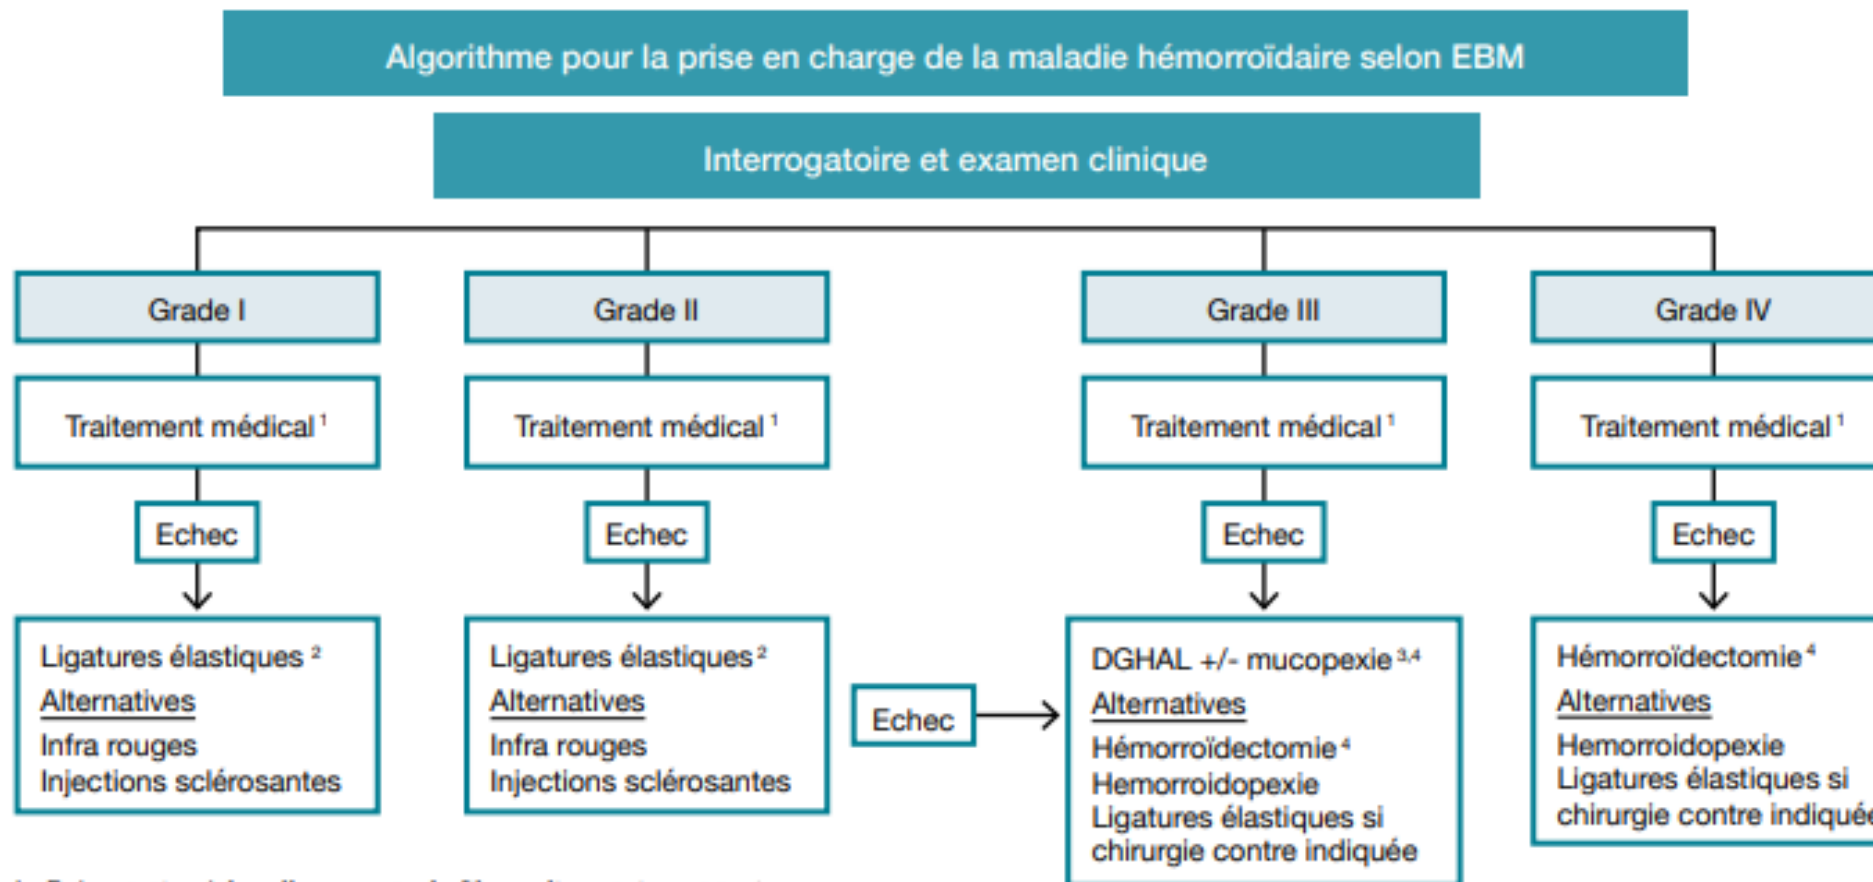 Algorithme pour la prise en charge de la maladie hémorroïdaire selon EBM
Interrogatoire et examen clinique
Grade I
Grade II
Grade III
Grade IV
Traitement médical ¹
Traitement médical ¹
Traitement médical ¹
Traitement médical ¹
Echec
Echec
Echec
Echec
Ligatures élastiques ²
Alternatives
Infra rouges
Injections sclérosantes
Ligatures élastiques ²
Alternatives
Infra rouges
Injections sclérosantes
Echec
DGHAL +/- mucopexie ³,⁴
Alternatives
Hémorroïdectomie ⁴
Hemorroidopexie
Ligatures élastiques si
chirurgie contre indiquée
Hémorroïdectomie ⁴
Alternatives
Hemorroidopexie
Ligatures élastiques si
chirurgie contre indiquée